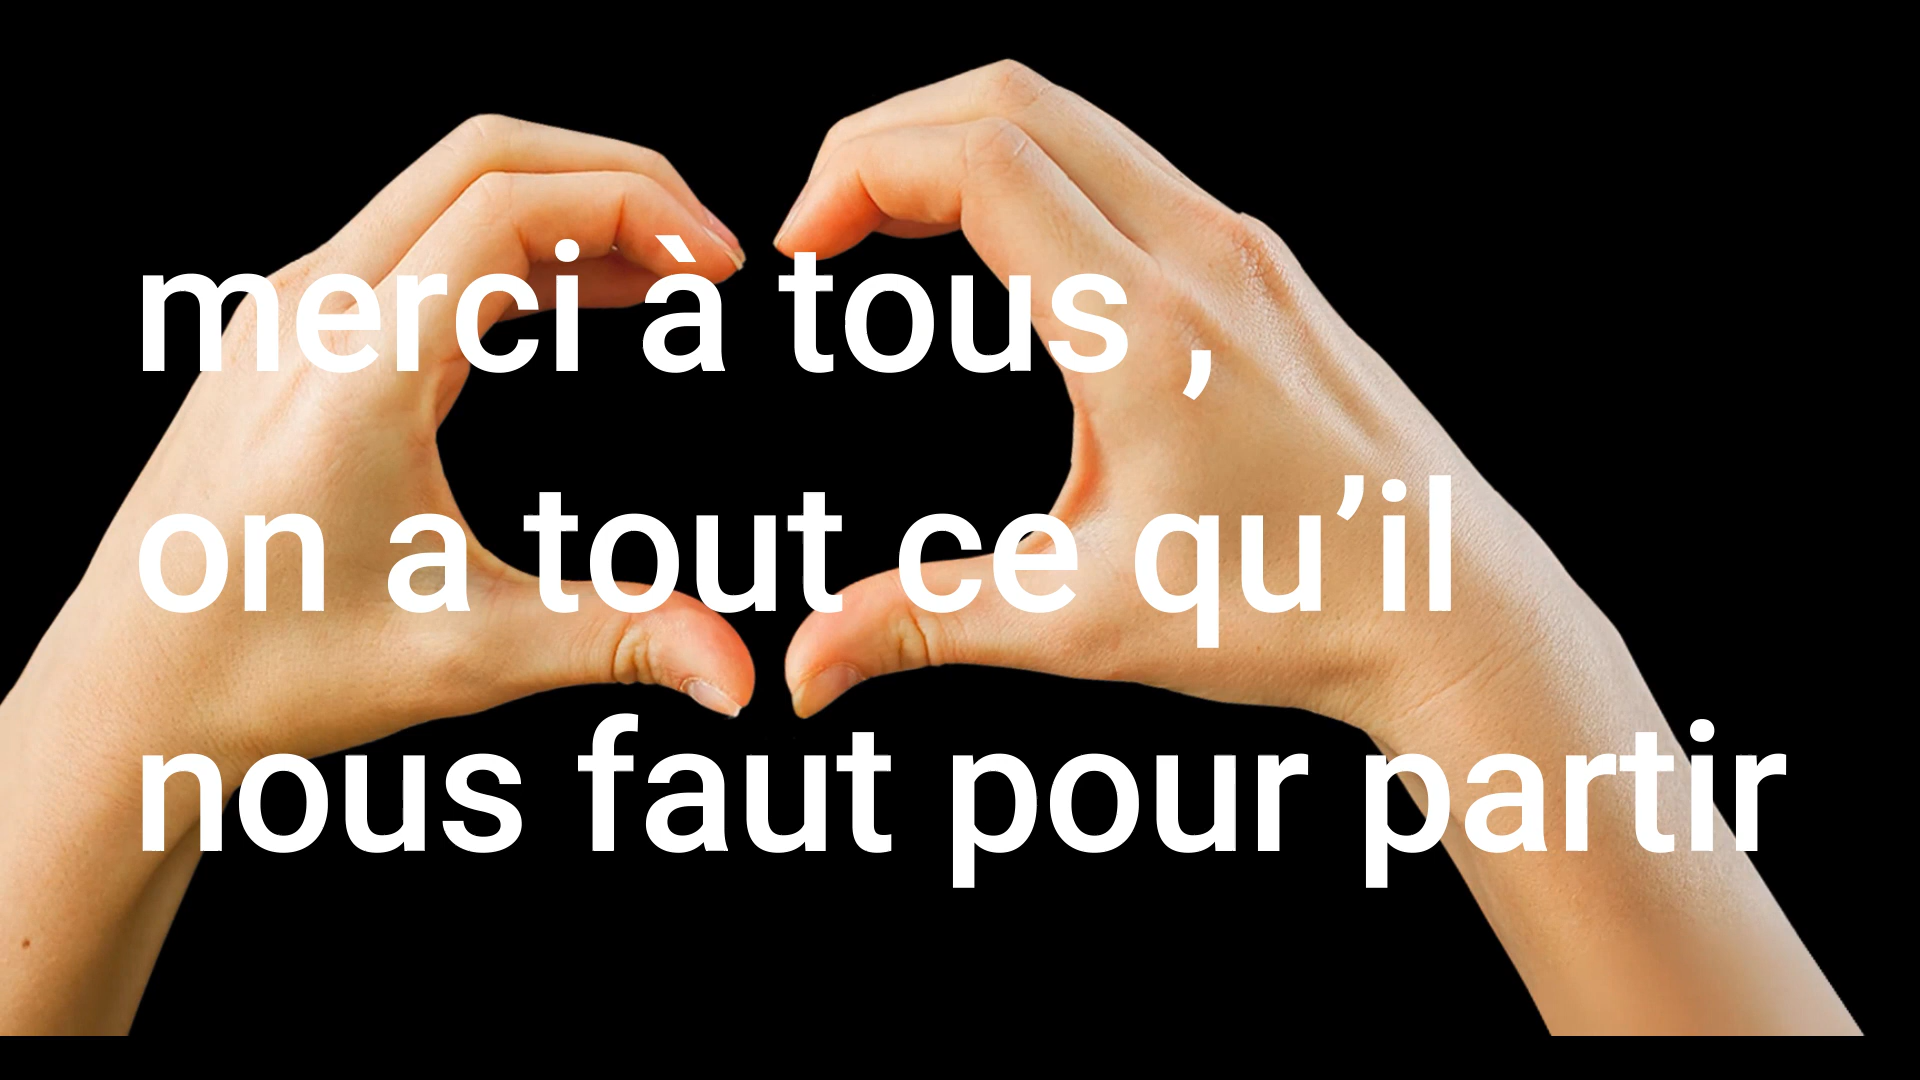 merci à tous ,
on a tout ce qu’il
nous faut pour partir